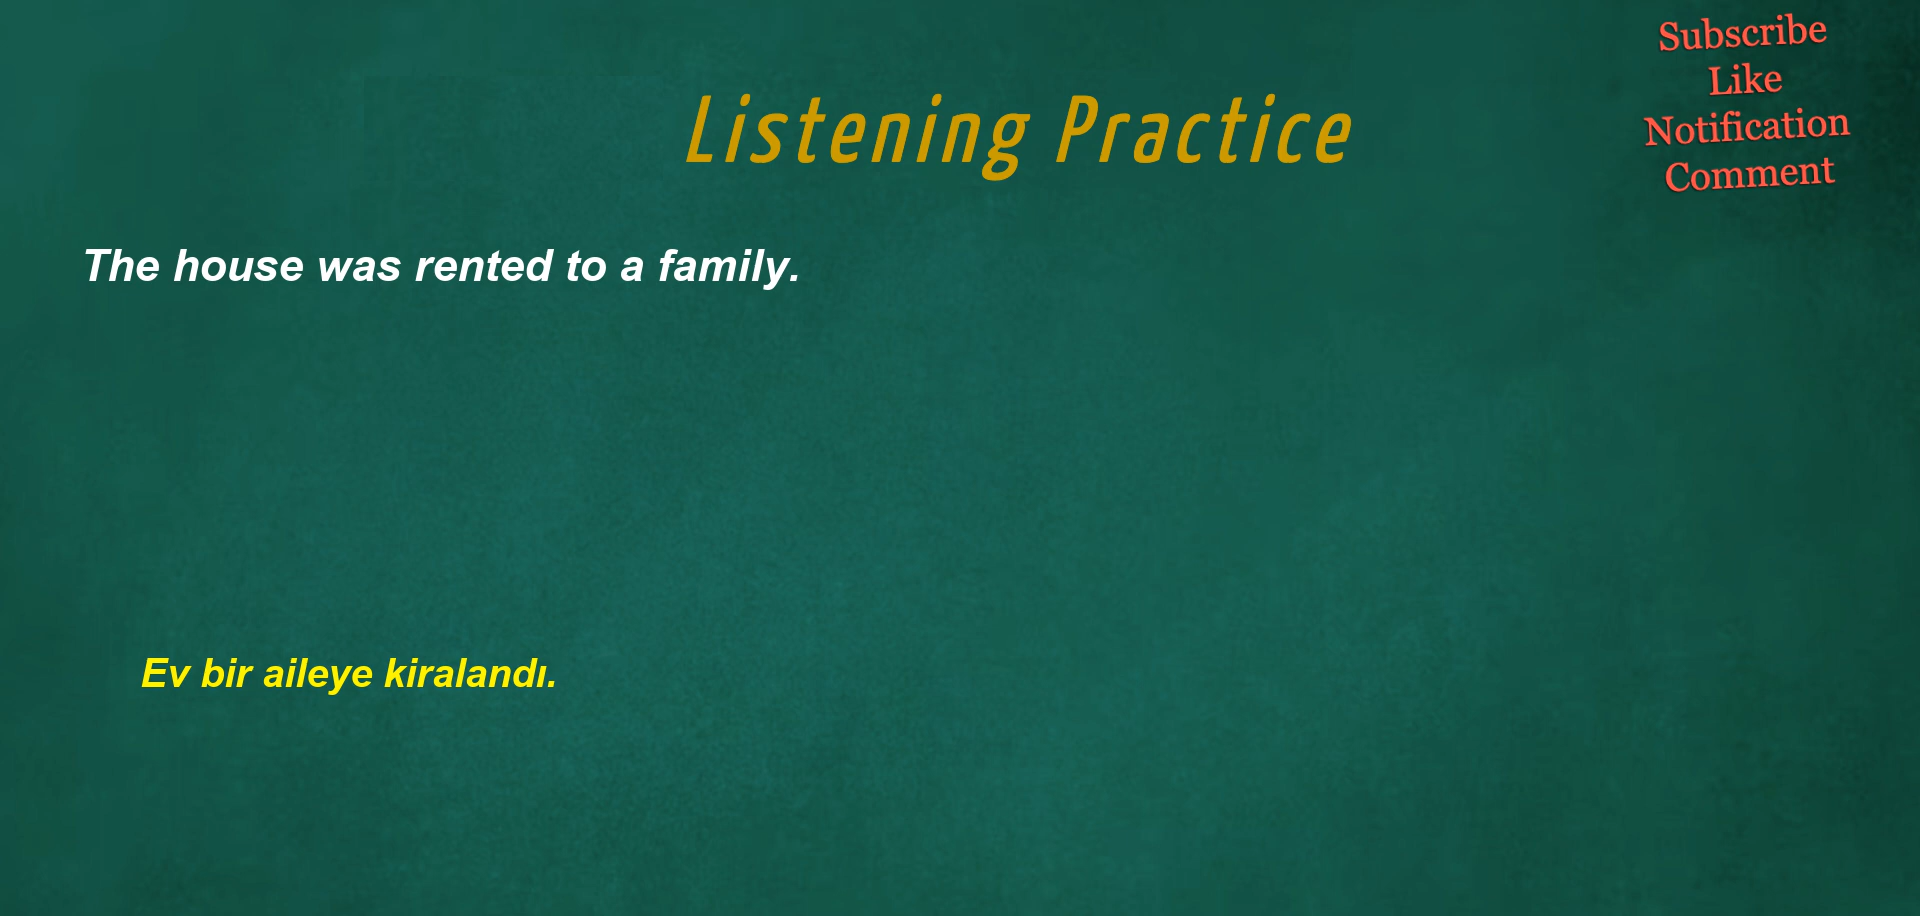 Subscribe
Like
Notification
Comment
Listening Practice
The house was rented to a family.
Ev bir aileye kiralandı.